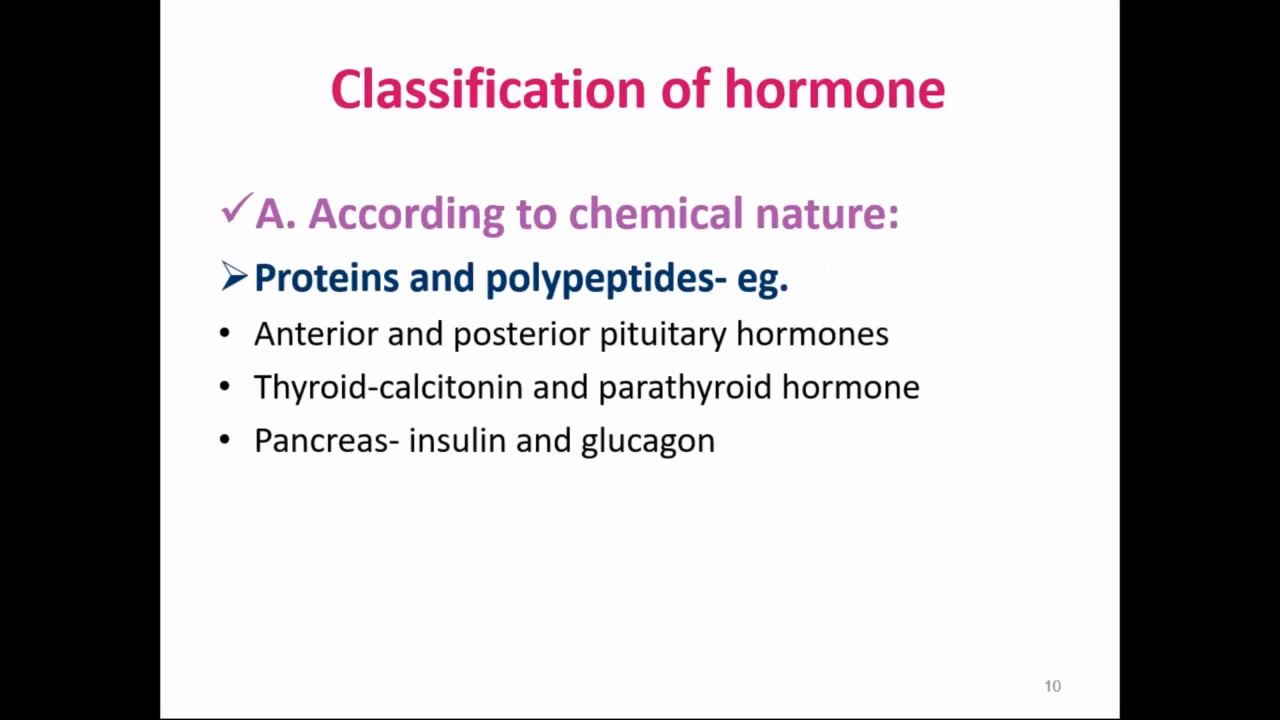 Classification of hormone
✓A. According to chemical nature:
➢Proteins and polypeptides- eg.
• Anterior and posterior pituitary hormones
• Thyroid-calcitonin and parathyroid hormone
• Pancreas- insulin and glucagon
10